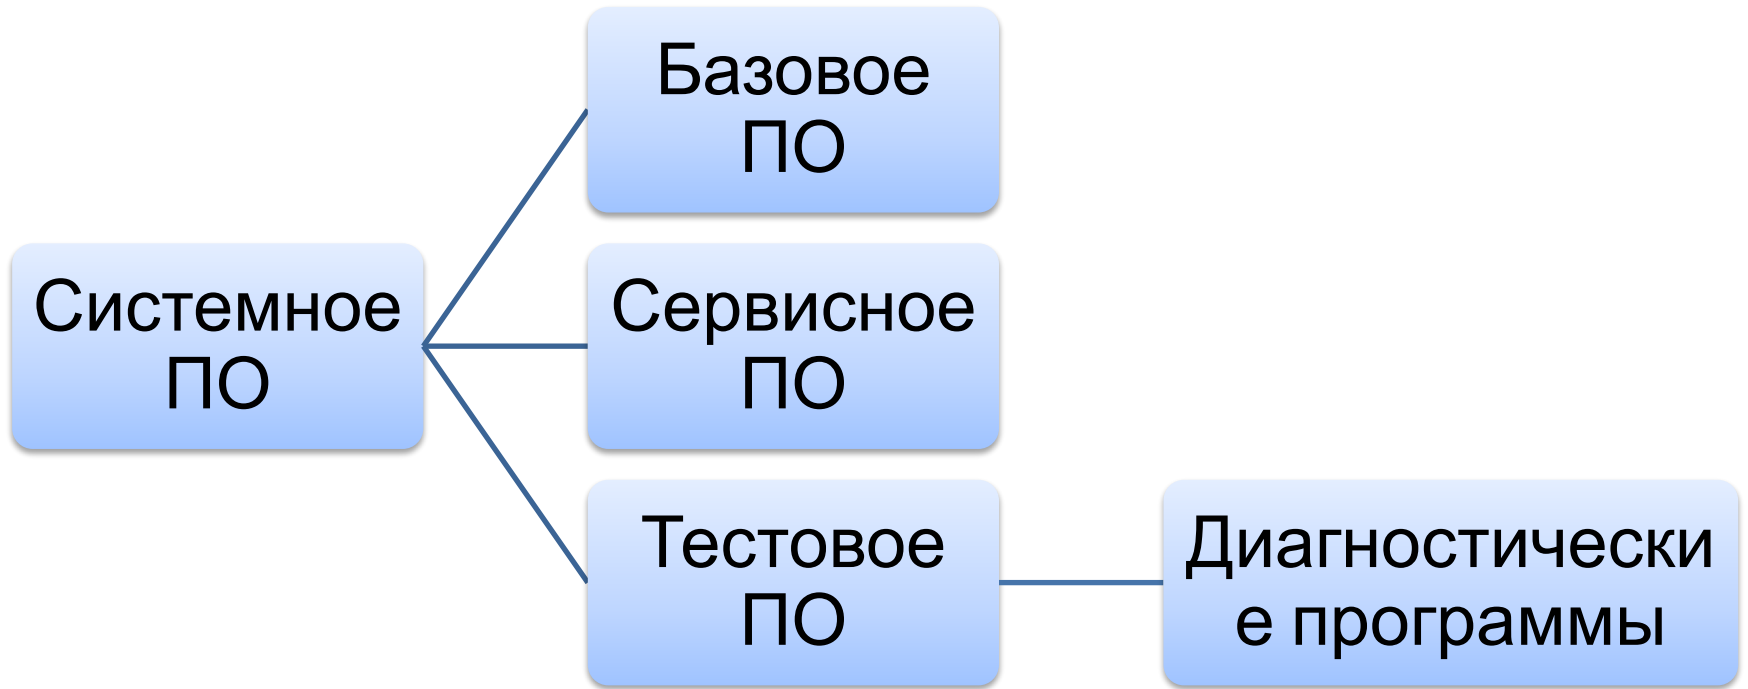 Базовое
ПО
Системное
ПО
Сервисное
ПО
Тестовое
ПО
Диагностически
е программы